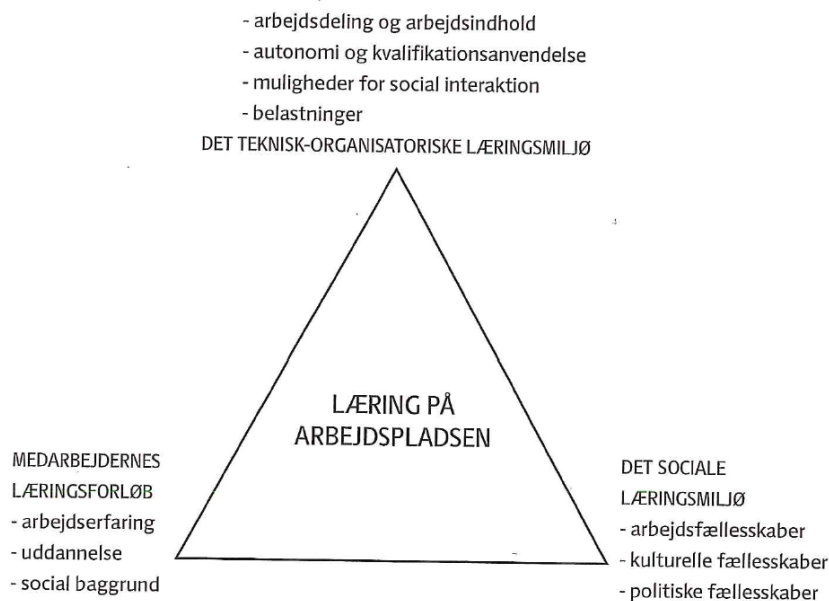 - arbejdsdeling og arbejdsindhold
- autonomi og kvalifikationsanvendelse
- muligheder for social interaktion
- belastninger
DET TEKNISK-ORGANISATORISKE LÆRINGSMILJØ
LÆRING PÅ
ARBEJDSPLADSEN
MEDARBEJDERNES
LÆRINGSFORLØB
- arbejdserfaring
- uddannelse
- social baggrund
DET SOCIALE
LÆRINGSMILJØ
- arbejdsfællesskaber
- kulturelle fællesskaber
- politiske fællesskaber